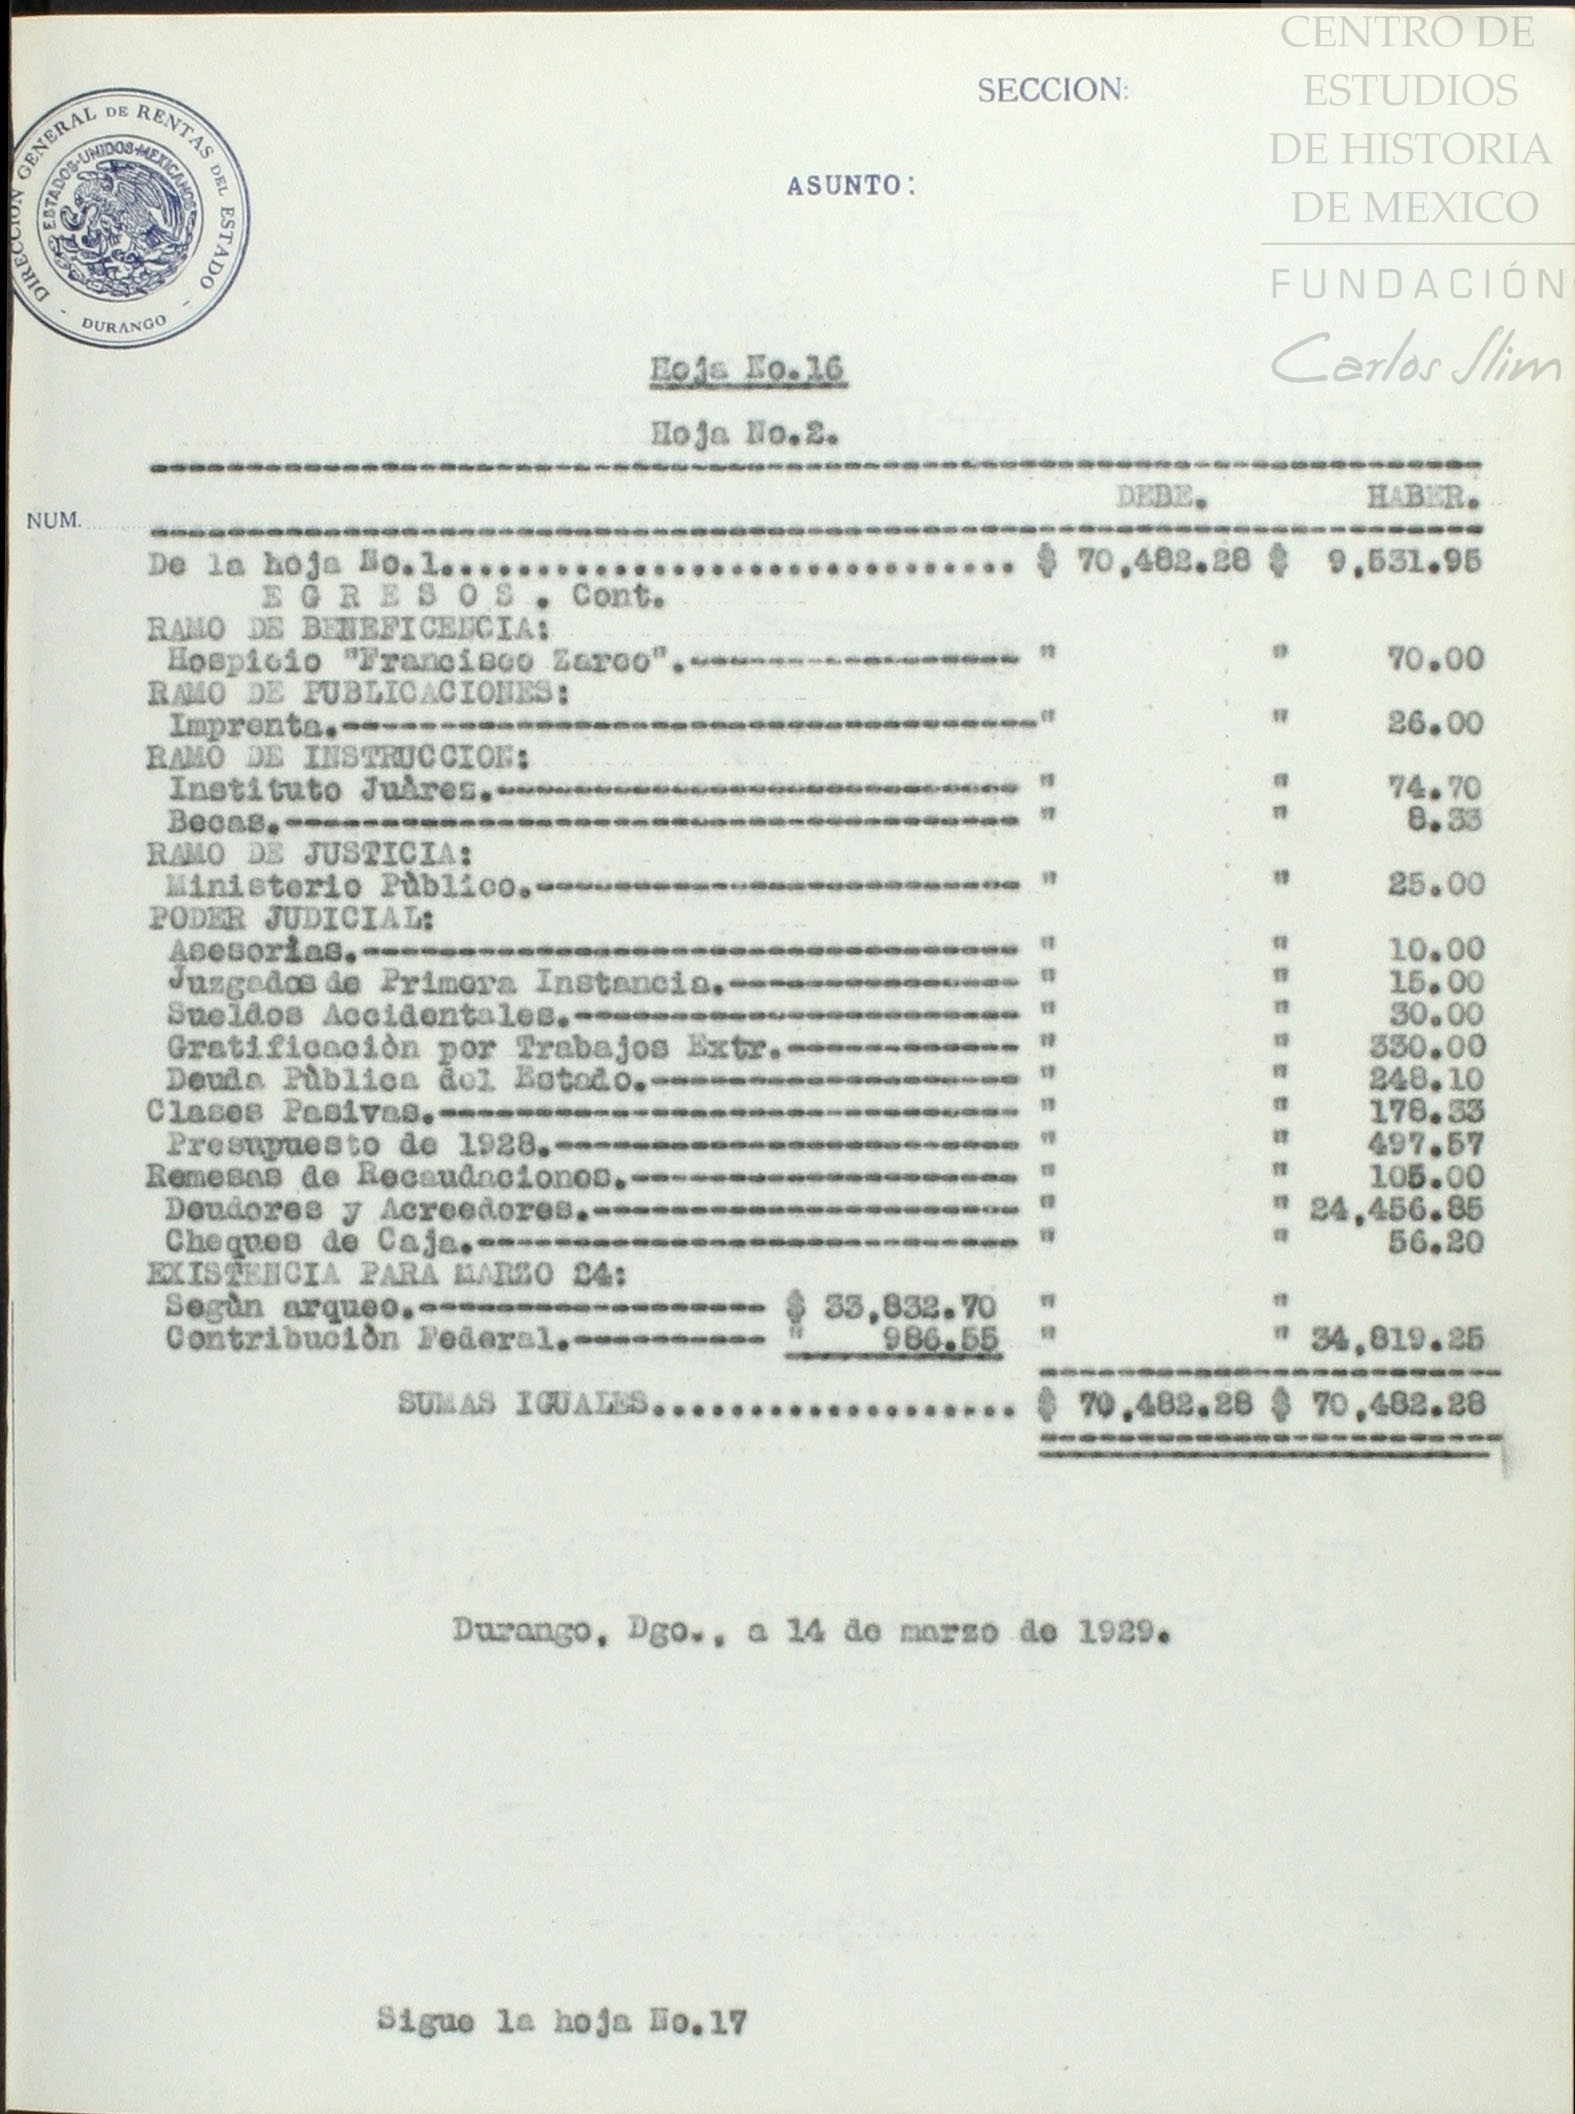 CENTRO DE
ESTUDIOS
DE HISTORIA
DE MEXICO
FUNDACIÓN
Carlos Slim
SECCION:
DIRECCION GENERAL DE RENTAS DEL ESTADO
ESTADOS-UNIDOS-MEXICANOS
- DURANGO -
ASUNTO:
Hoja No.16
Hoja No.2.
DEBE. HABER.
NUM.
De la hoja No.1.............................. $ 70,482.28 $ 9,531.95
E G R E S O S . Cont.
RAMO DE BENEFICENCIA:
Hospicio "Francisco Zarco".----------------- " " 70.00
RAMO DE PUBLICACIONES:
Imprenta.------------------------------------" " 26.00
RAMO DE INSTRUCCION:
Instituto Juàrez.--------------------------- " " 74.70
Becas.-------------------------------------- " " 8.33
RAMO DE JUSTICIA:
Ministerio Pùblico.------------------------- " " 25.00
PODER JUDICIAL:
Asesorias.---------------------------------- " " 10.00
Juzgados de Primera Instancia.--------------- " " 15.00
Sueldos Accidentales.----------------------- " " 30.00
Gratificaciòn por Trabajos Extr.------------ " " 330.00
Deuda Pùblica del Estado.------------------- " " 248.10
Clases Pasivas.------------------------------ " " 178.33
Presupuesto de 1928.------------------------ " " 497.57
Remesas de Recaudaciones.-------------------- " " 105.00
Deudores y Acreedores.---------------------- " " 24,456.85
Cheques de Caja.---------------------------- " " 56.20
EXISTENCIA PARA MARZO 24:
Segùn arqueo.------------------ $ 33,832.70 " "
Contribuciòn Federal.---------- " 986.55 " " 34,819.25
SUMAS IGUALES................... $ 70,482.28 $ 70,482.28
Durango, Dgo., a 14 de marzo de 1929.
Sigue la hoja No.17